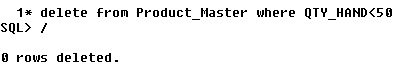 1* delete from Product_Master where QTY_HAND<50
SQL> /
0 rows deleted.